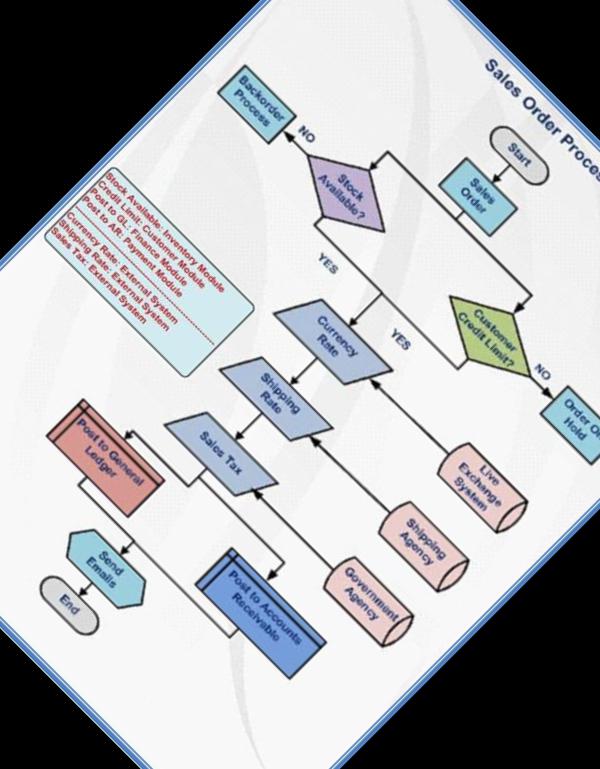 Sales Order Proces
Start
Sales
Order
Backorder
Process
NO
Stock
Available?
YES
Customer
Credit Limit?
NO
Order On
Hold
YES
Currency
Rate
Shipping
Rate
Sales Tax
Live
Exchange
System
Shipping
Agency
Government
Agency
Post to General
Ledger
Post to Accounts
Receivable
Send
Emails
End
Stock Available: Inventory Module
Credit Limit: Customer Module
Post to GL: Finance Module
Post to AR: Payment Module
Currency Rate: External System
Shipping Rate: External System
Sales Tax: External System